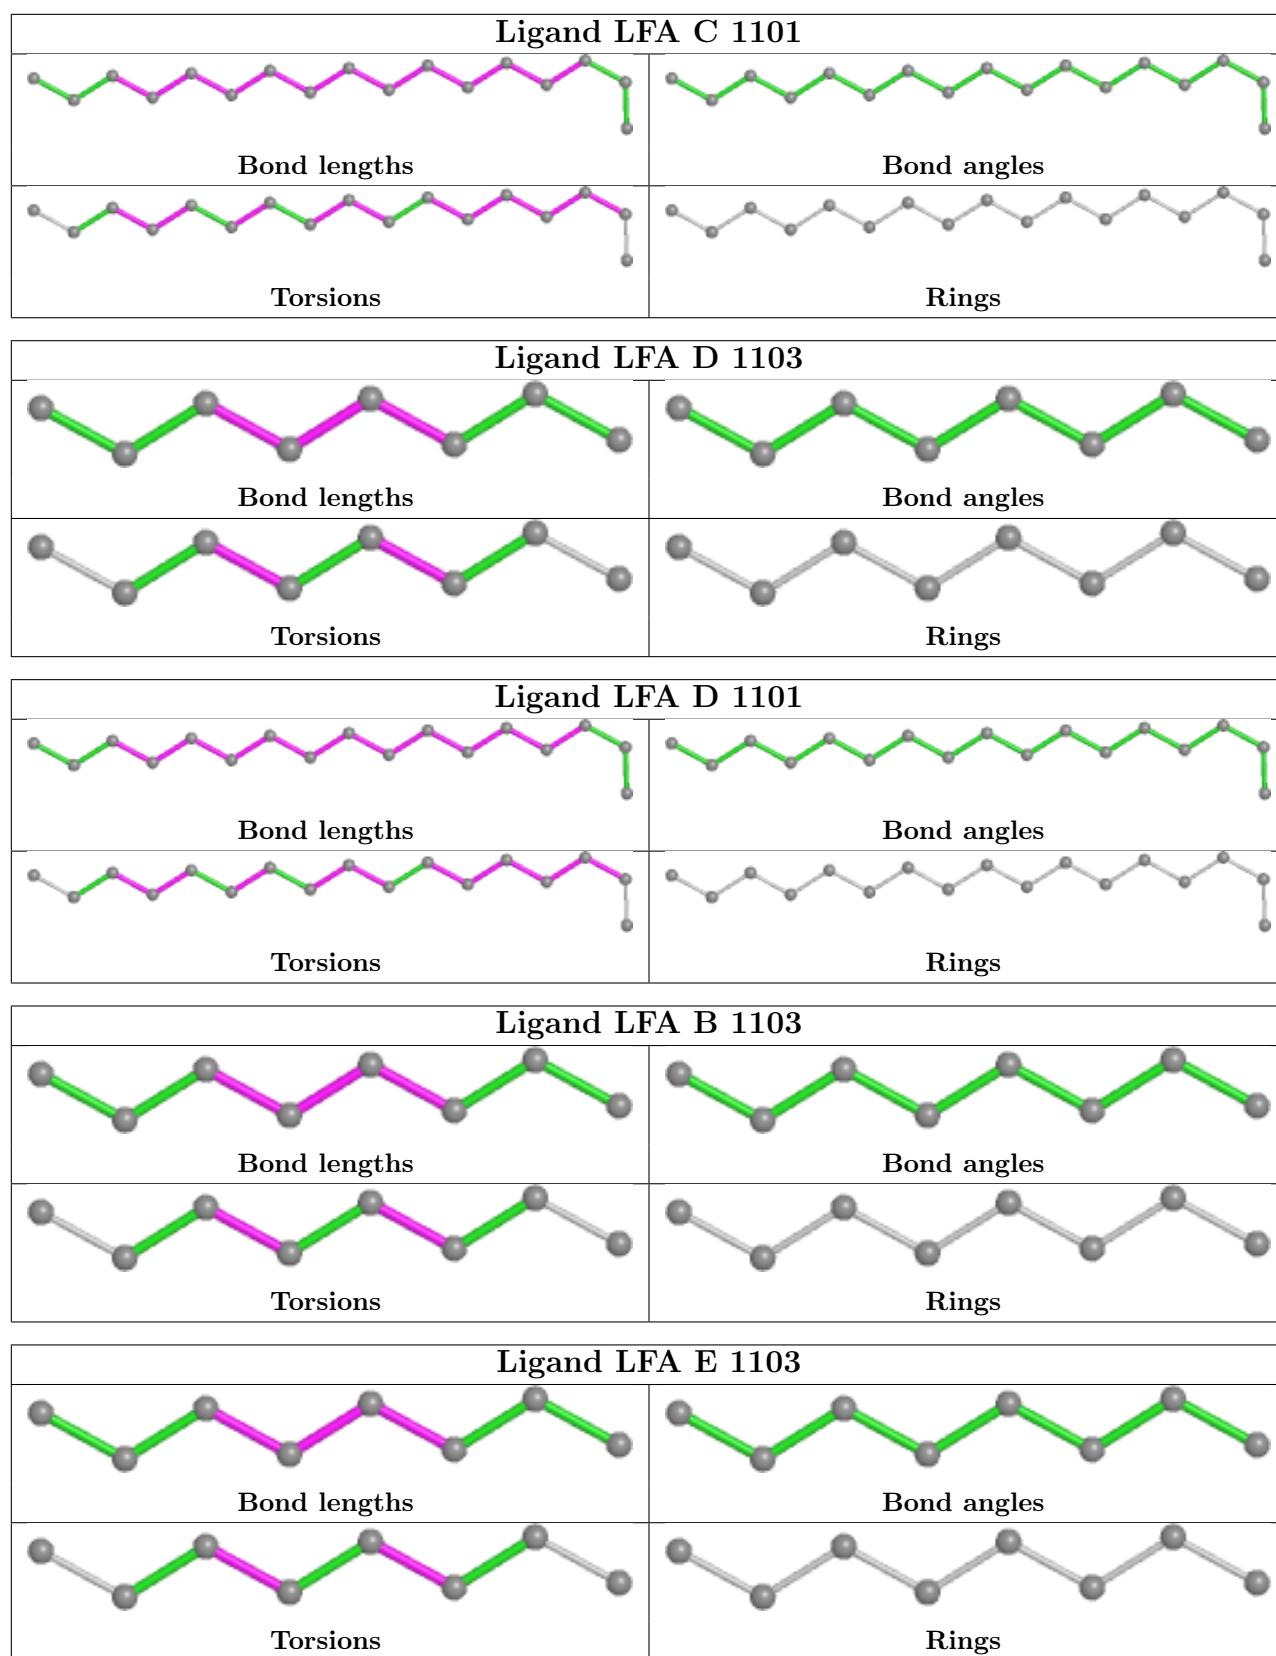 Ligand LFA C 1101
Bond lengths
Bond angles
Torsions
Rings
Ligand LFA D 1103
Bond lengths
Bond angles
Torsions
Rings
Ligand LFA D 1101
Bond lengths
Bond angles
Torsions
Rings
Ligand LFA B 1103
Bond lengths
Bond angles
Torsions
Rings
Ligand LFA E 1103
Bond lengths
Bond angles
Torsions
Rings